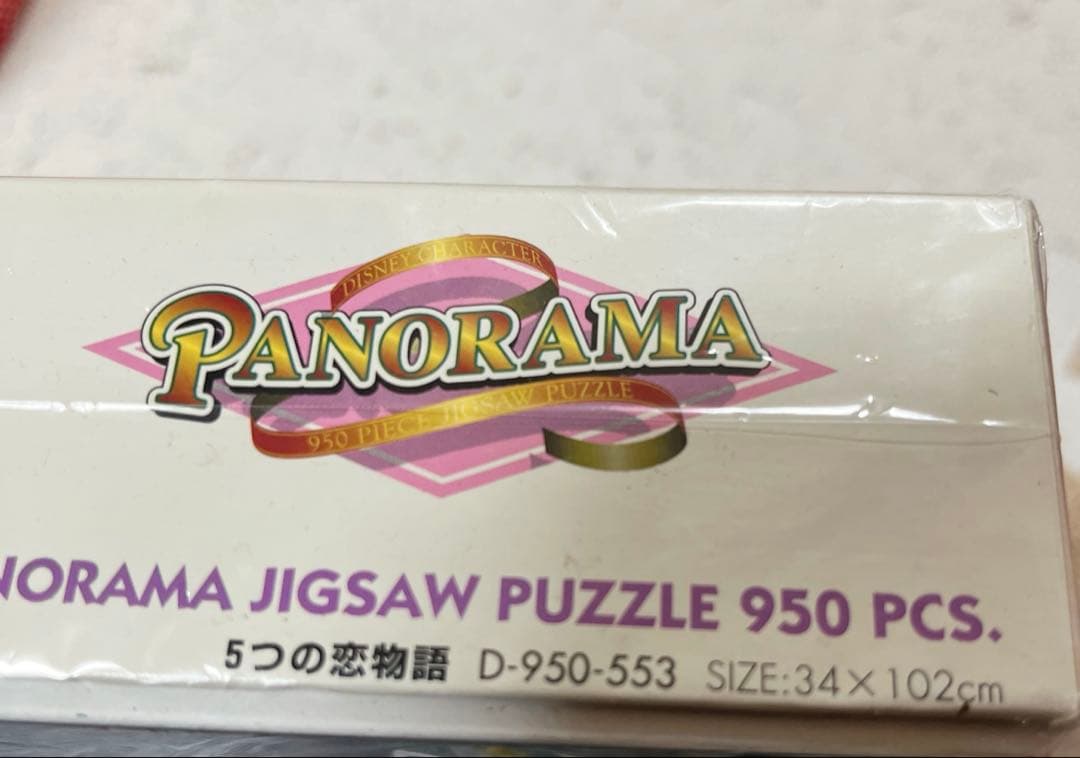 DISNEY CHARACTER
PANORAMA
950 PIECE JIGSAW PUZZLE
NORAMA JIGSAW PUZZLE 950 PCS.
5つの恋物語 D-950-553 SIZE:34×102cm